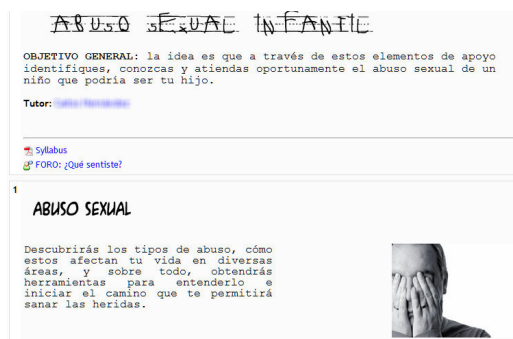 ABUSO SEXUAL INFANTIL
OBJETIVO GENERAL: la idea es que a través de estos elementos de apoyo
identifiques, conozcas y atiendas oportunamente el abuso sexual de un
niño que podría ser tu hijo.
Tutor:
Syllabus
FORO: ¿Qué sentiste?
1
ABUSO SEXUAL
Descubrirás los tipos de abuso, cómo
estos afectan tu vida en diversas
áreas, y sobre todo, obtendrás
herramientas para entenderlo e
iniciar el camino que te permitirá
sanar las heridas.